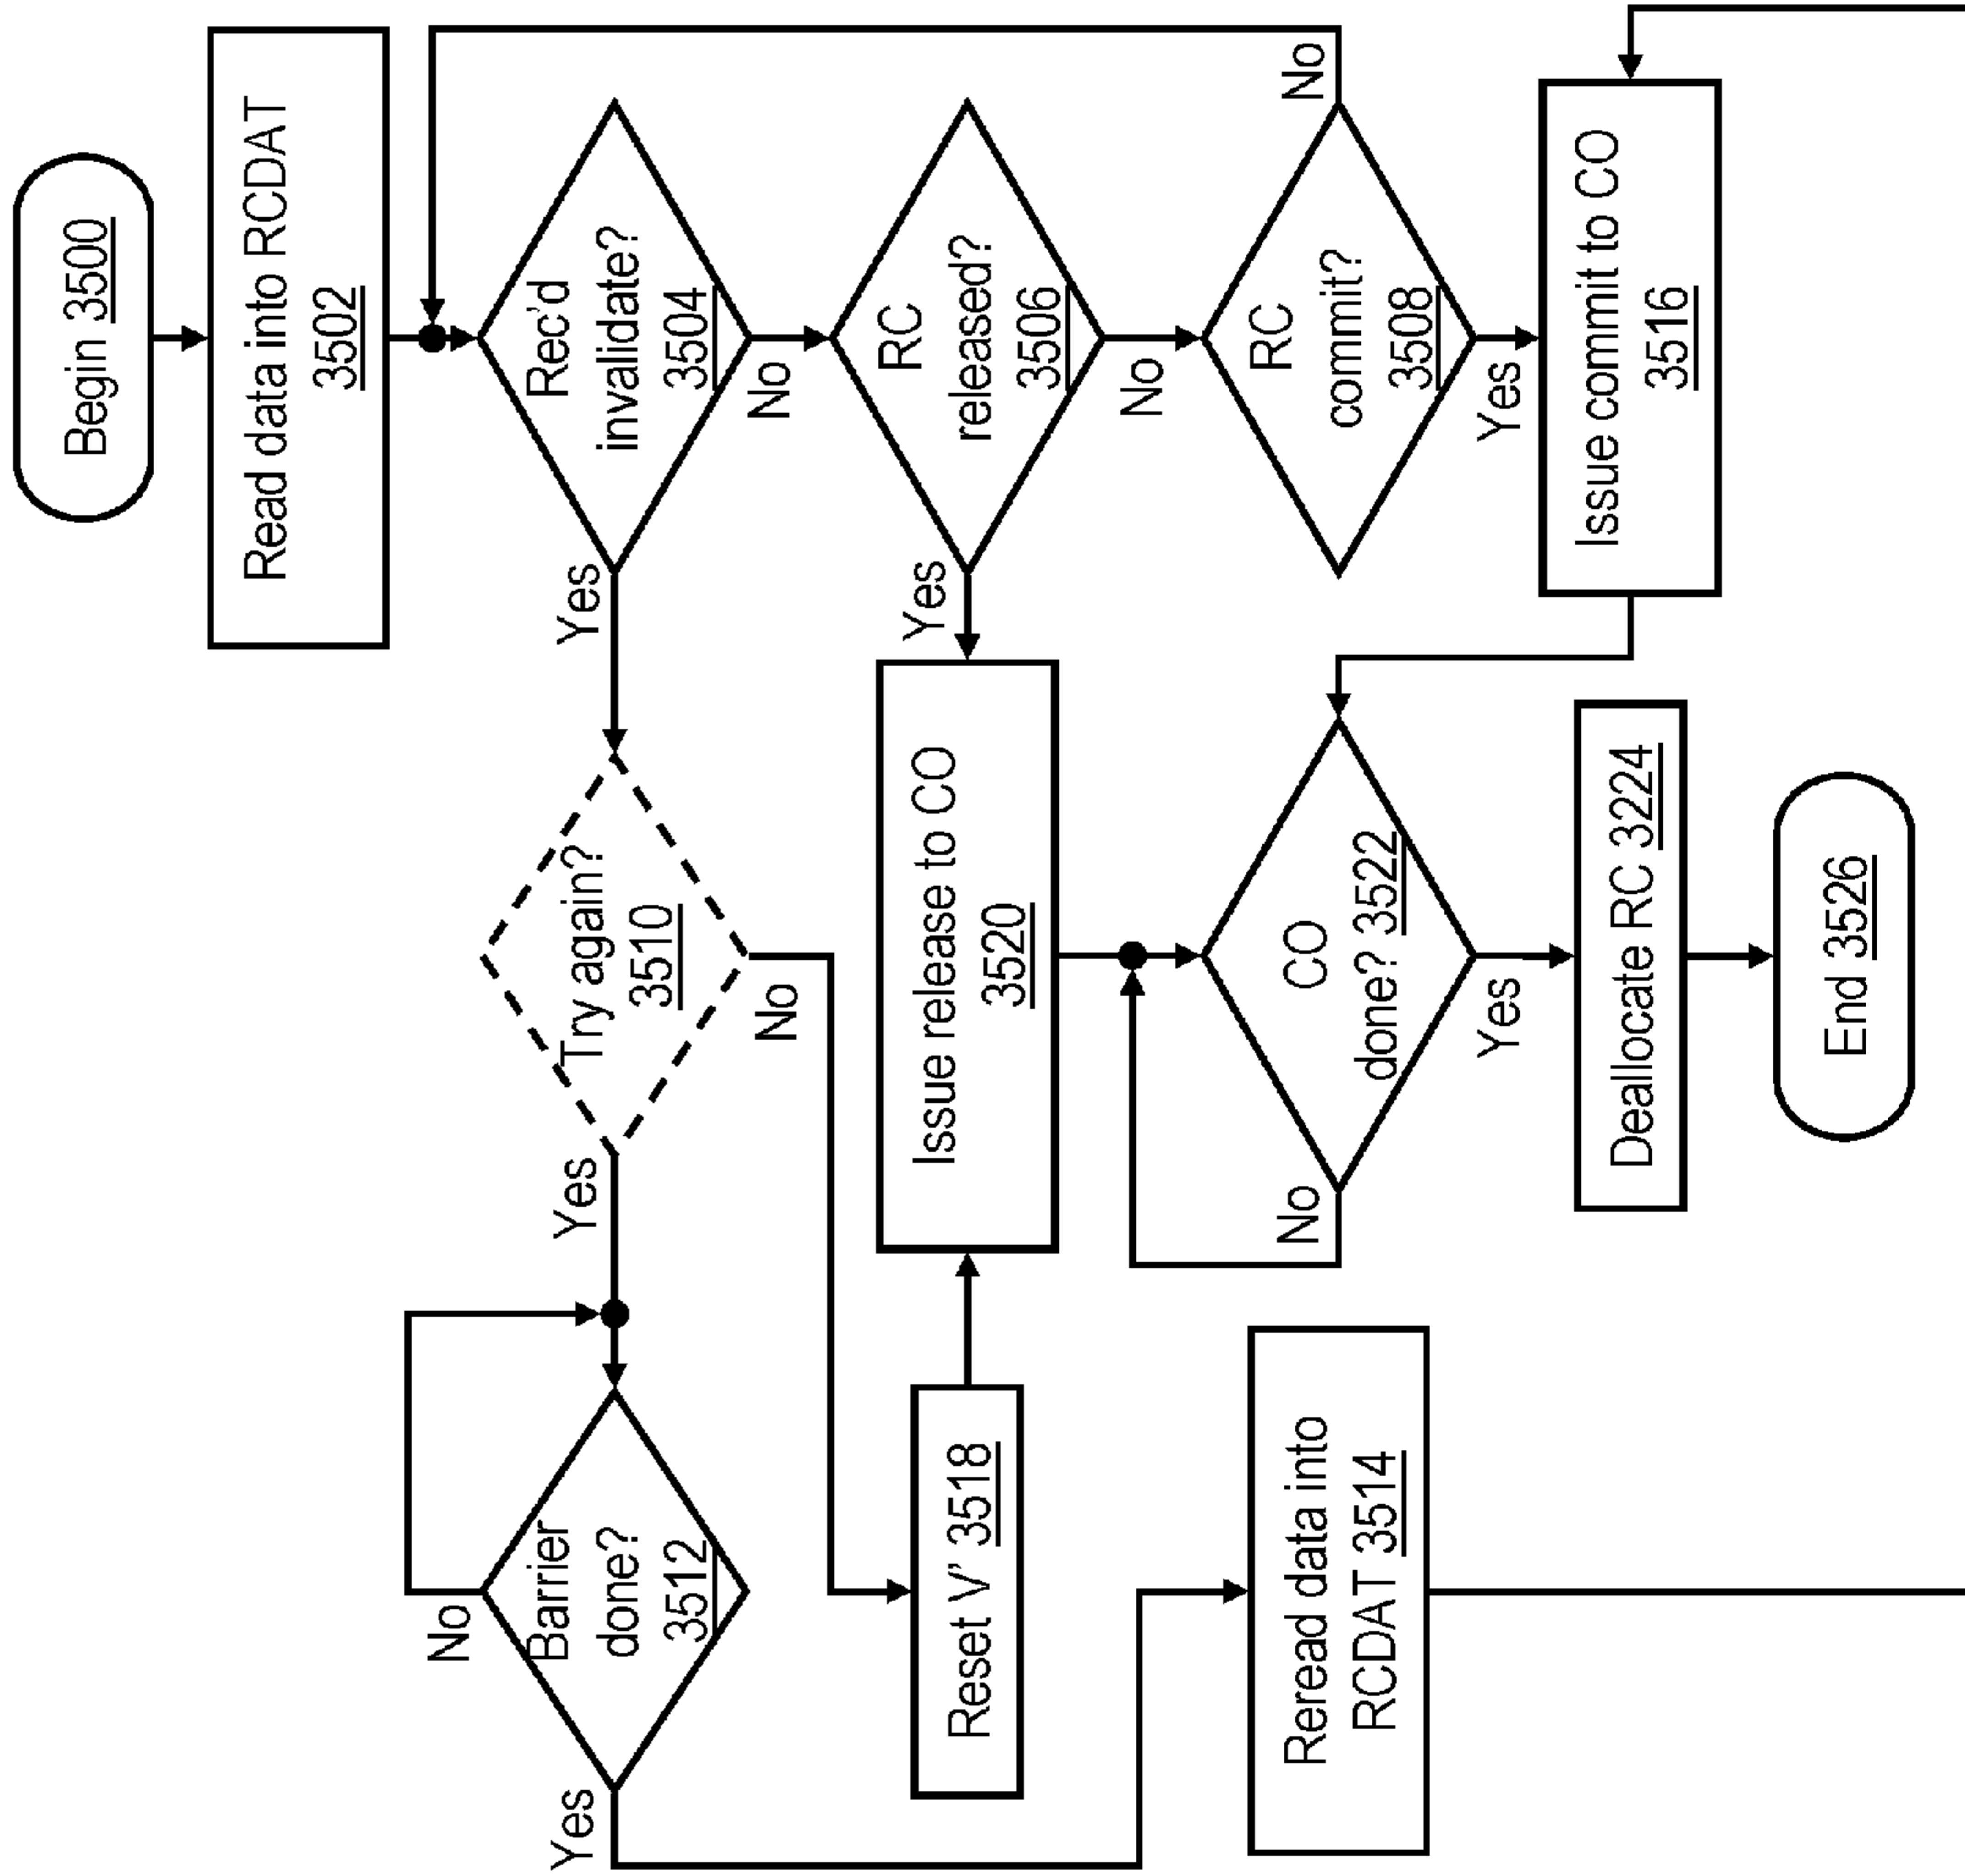 Begin 3500
Read data into RCDAT
3502
Rec'd
invalidate?
3504
Yes
No
Try again?
3510
Yes
No
Barrier
done?
3512
No
Yes
RC
released?
3506
Yes
No
Issue release to CO
3520
Reset V' 3518
RC
commit?
3508
No
Yes
CO
done? 3522
No
Yes
Reread data into
RCDAT 3514
Issue commit to CO
3516
Deallocate RC 3224
End 3526